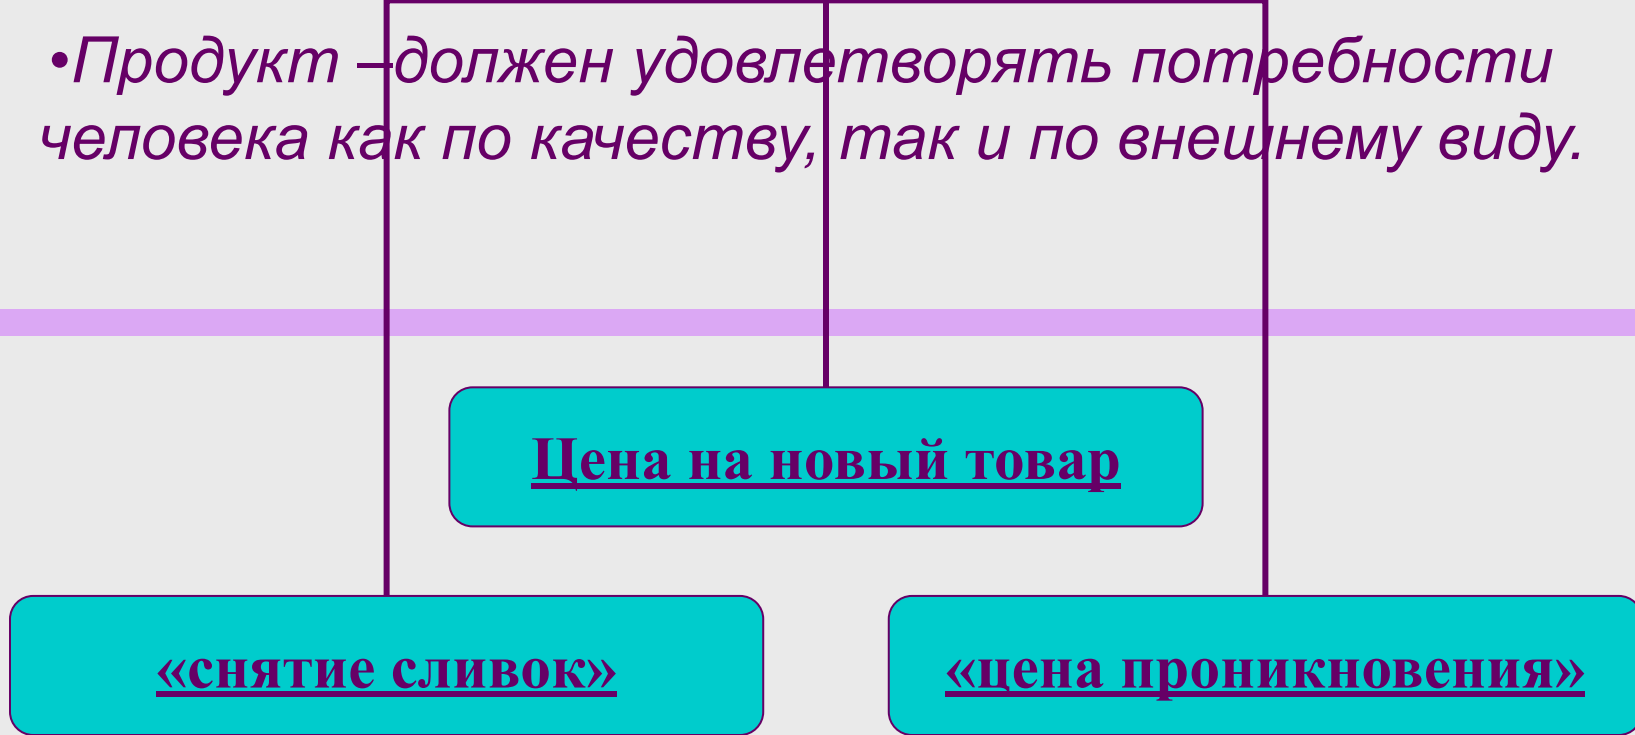 •Продукт –должен удовлетворять потребности
человека как по качеству, так и по внешнему виду.
Цена на новый товар
«снятие сливок»
«цена проникновения»